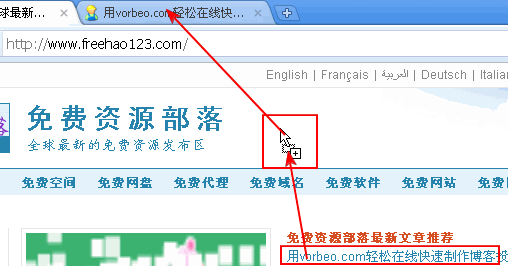 球最新...
用vorbeo.com轻松在线快...
http://www.freehao123.com/
English | Français | العربية | Deutsch | Italia
免费资源部落
全球最新的免费资源发布区
免费空间 免费网盘 免费代理 免费域名 免费软件 免费网站 免费
免费资源部落最新文章推荐
用vorbeo.com轻松在线快速制作博客投